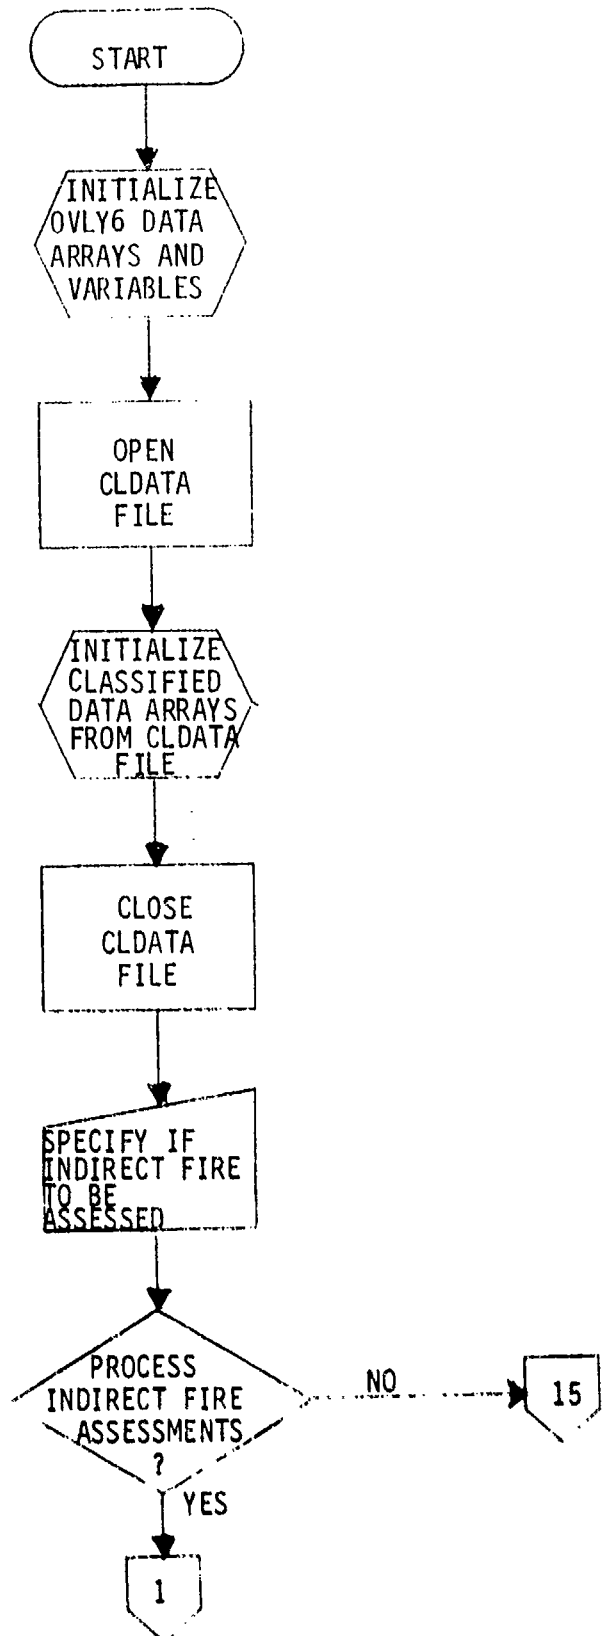 START
INITIALIZE
OVLY6 DATA
ARRAYS AND
VARIABLES
OPEN
CLDATA
FILE
INITIALIZE
CLASSIFIED
DATA ARRAYS
FROM CLDATA
FILE
CLOSE
CLDATA
FILE
SPECIFY IF
INDIRECT FIRE
TO BE
ASSESSED
PROCESS
INDIRECT FIRE
ASSESSMENTS
?
NO
15
YES
1